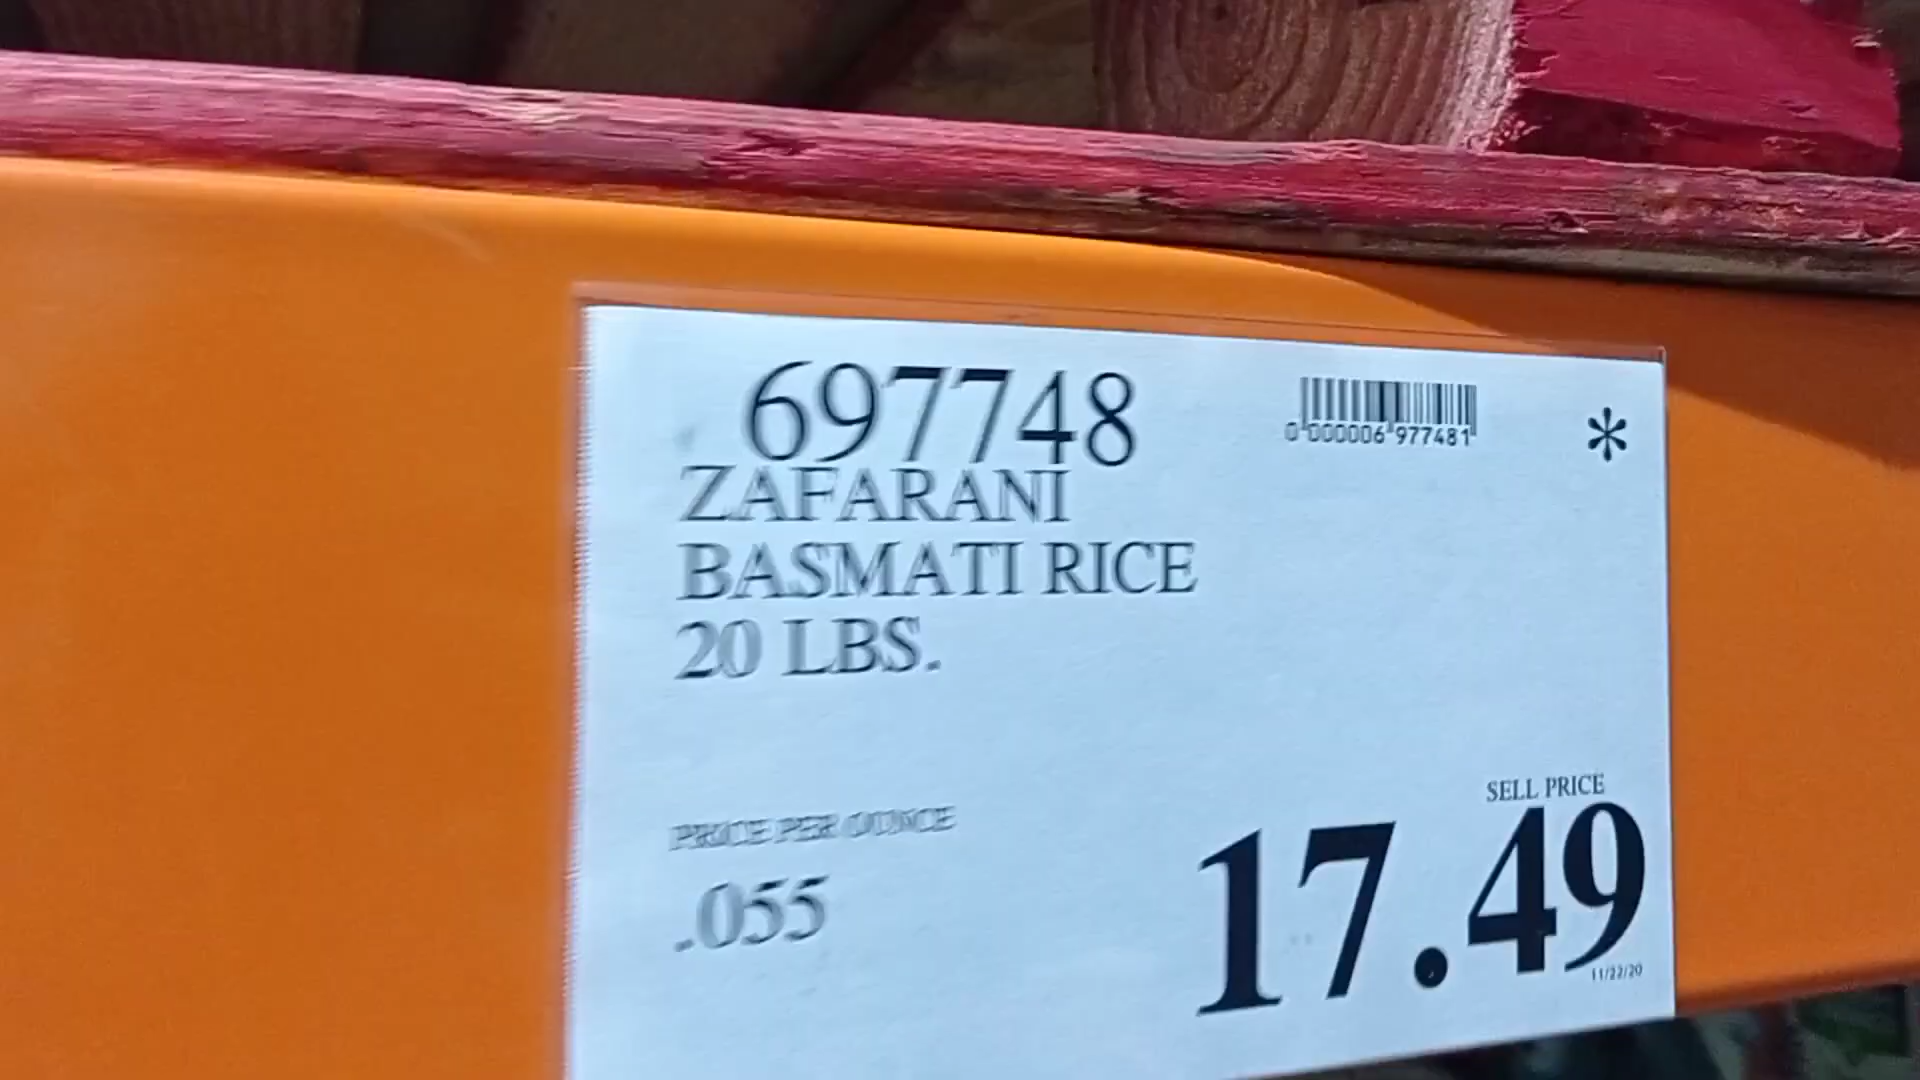 697748
0 000006 977481
*
ZAFARANI
BASMATI RICE
20 LBS.
PRICE PER OUNCE
.055
SELL PRICE
17.49
11/22/20